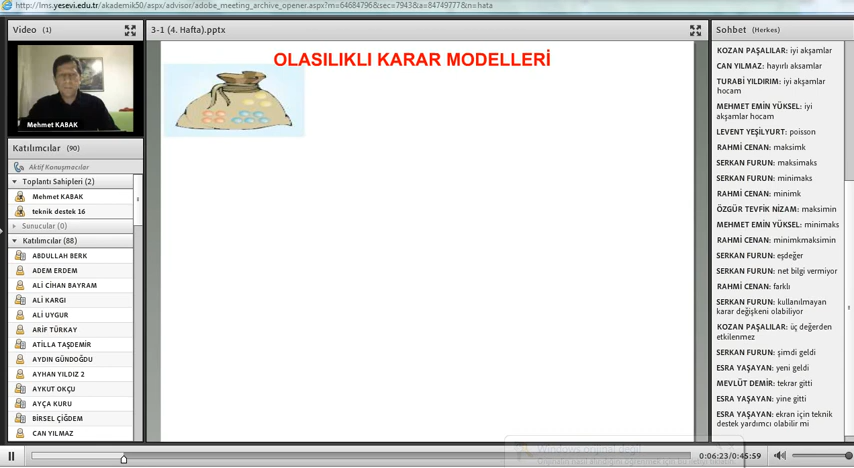 http://lms.yesevi.edu.tr/akademik50/aspx/advisor/adobe_meeting_archive_opener.aspx?m=64684796&sec=7943&a=84749777&n=hata
Video (1)
Mehmet KABAK
Katılımcılar (90)
Aktif Konuşmacılar
Toplantı Sahipleri (2)
Mehmet KABAK
teknik destek 16
Sunucular (0)
Katılımcılar (88)
ABDULLAH BERK
ADEM ERDEM
ALİ CİHAN BAYRAM
ALİ KARGI
ALİ UYGUR
ARİF TÜRKAY
ATİLLA TAŞDEMİR
AYDIN GÜNDOĞDU
AYHAN YILDIZ 2
AYKUT OKÇU
AYÇA KURU
BİRSEL ÇİĞDEM
CAN YILMAZ
3-1 (4. Hafta).pptx
OLASILIKLI KARAR MODELLERİ
Sohbet (Herkes)
KOZAN PAŞALILAR: iyi akşamlar
CAN YILMAZ: hayırlı aksamlar
TURABİ YILDIRIM: iyi akşamlar
hocam
MEHMET EMİN YÜKSEL: iyi
akşamlar hocam
LEVENT YEŞİLYURT: poisson
RAHMİ CENAN: maksimk
SERKAN FURUN: maksimaks
SERKAN FURUN: minimaks
RAHMİ CENAN: minimk
ÖZGÜR TEVFİK NİZAM: maksimin
MEHMET EMİN YÜKSEL: minimaks
RAHMİ CENAN: minimkmaksimin
SERKAN FURUN: eşdeğer
SERKAN FURUN: net bilgi vermiyor
RAHMİ CENAN: farklı
SERKAN FURUN: kullanılmayan
karar değişkeni olabiliyor
KOZAN PAŞALILAR: üç değerden
etkilenmez
SERKAN FURUN: şimdi geldi
ESRA YAŞAYAN: yeni geldi
MEVLÜT DEMİR: tekrar gitti
ESRA YAŞAYAN: yine gitti
ESRA YAŞAYAN: ekran için teknik
destek yardımcı olabilir mi
Windows orijinal değil
0:06:23/0:45:59